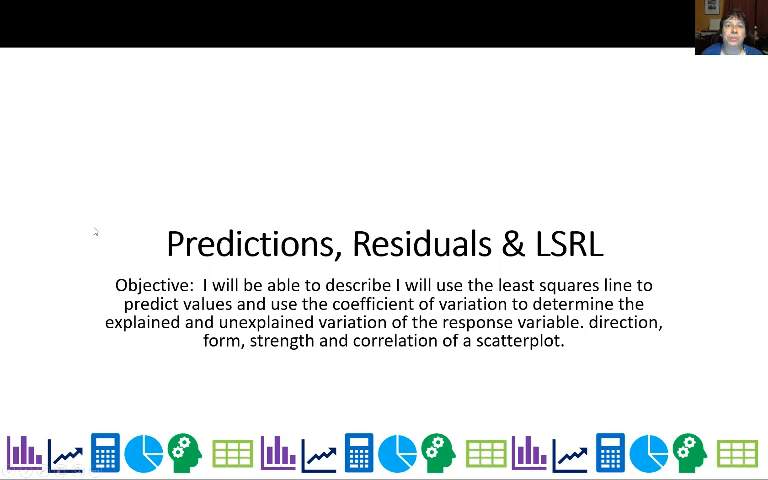 Predictions, Residuals & LSRL
Objective:  I will be able to describe I will use the least squares line to
predict values and use the coefficient of variation to determine the
explained and unexplained variation of the response variable. direction,
form, strength and correlation of a scatterplot.